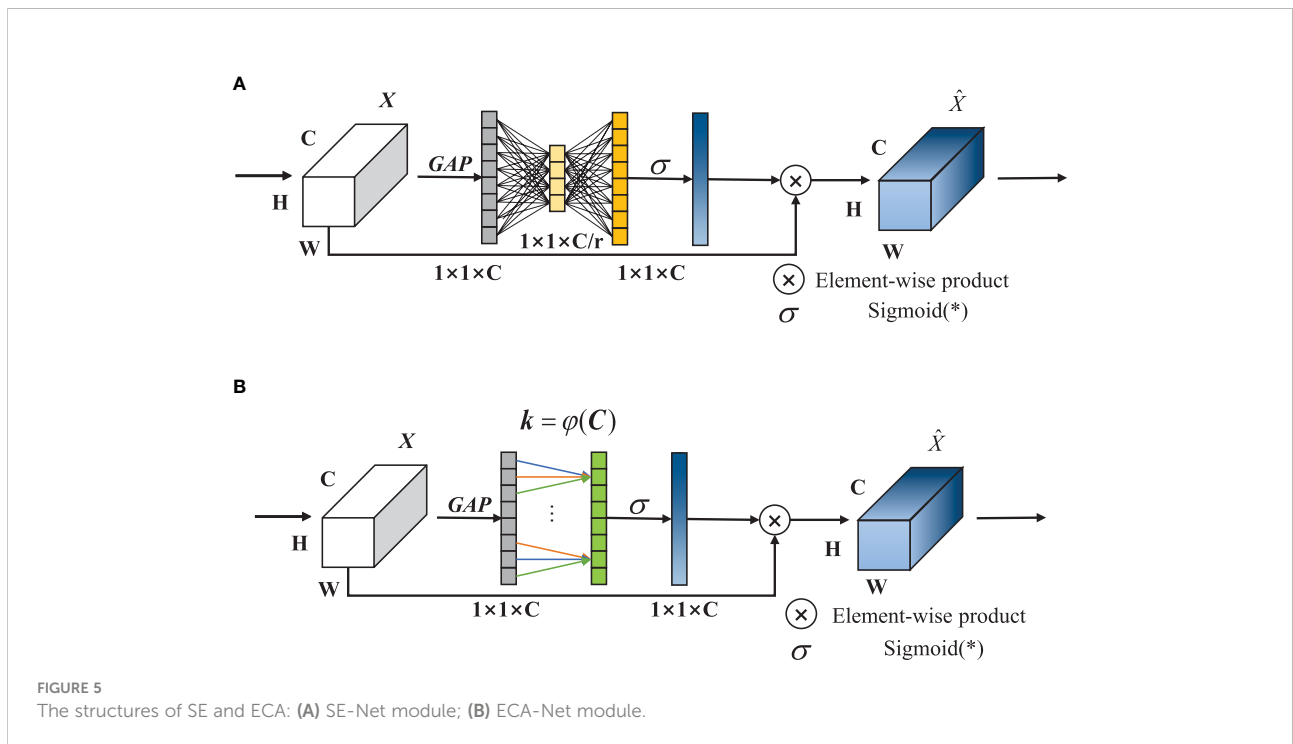 A
X
C
GAP
σ
H
W
1×1×C/r
1×1×C
1×1×C
X̂
C
H
W
Element-wise product
σ
Sigmoid(*)
B
k = φ(C)
X
C
GAP
σ
H
W
1×1×C
1×1×C
X̂
C
H
W
Element-wise product
σ
Sigmoid(*)
FIGURE 5
The structures of SE and ECA: (A) SE-Net module; (B) ECA-Net module.